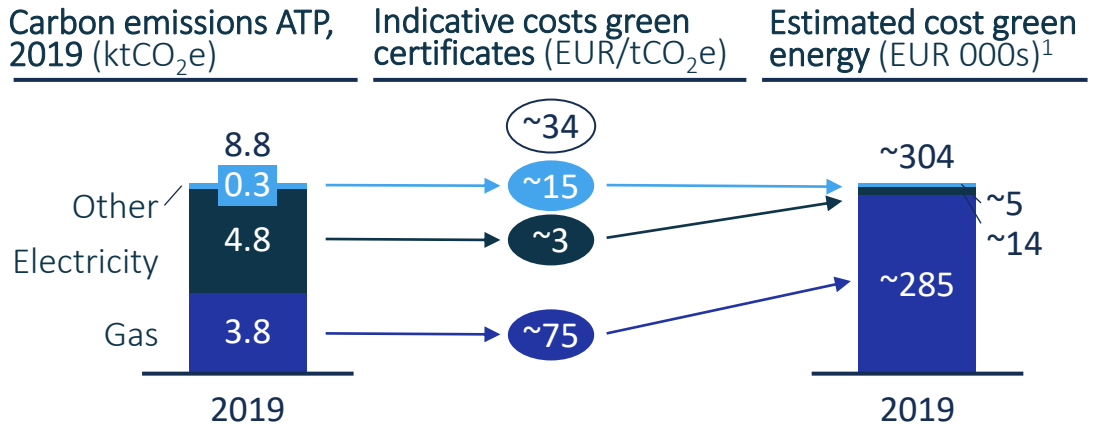 Carbon emissions ATP,
2019 (ktCO₂e)
Indicative costs green
certificates (EUR/tCO₂e)
Estimated cost green
energy (EUR 000s)¹
8.8
~34
~304
Other
0.3
~15
~5
Electricity
4.8
~3
~14
Gas
3.8
~75
~285
2019
2019